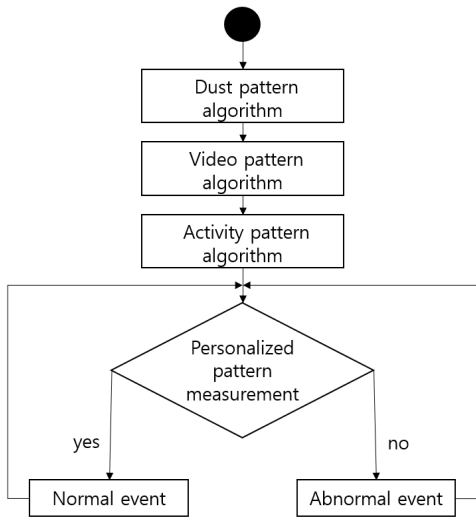 Dust pattern
algorithm
Video pattern
algorithm
Activity pattern
algorithm
Personalized
pattern
measurement
yes
no
Normal event
Abnormal event